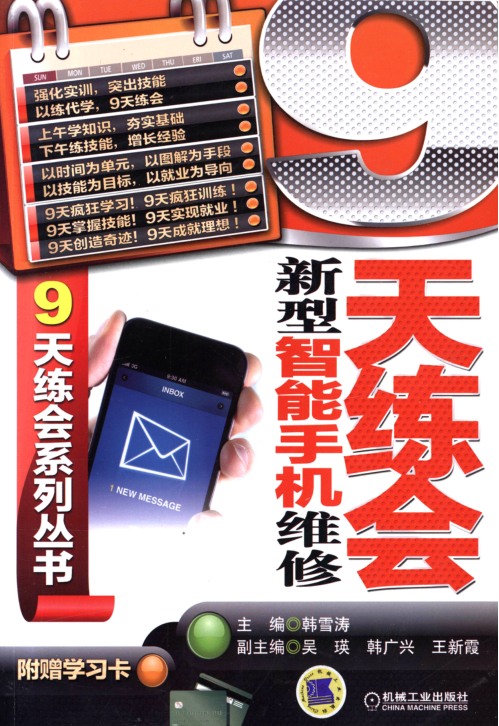 SUN MON TUE WED THU FRI SAT
强化实训，突出技能
以练代学，9天练会
上午学知识，夯实基础
下午练技能，增长经验
以时间为单元，以图解为手段
以技能为目标，以就业为导向
9天疯狂学习！9天疯狂训练！
9天掌握技能！9天实现就业！
9天创造奇迹！9天成就理想！
9
天练会
新型智能手机维修
9天练会系列丛书
3G
9:20 AM
INBOX
1 NEW MESSAGE
主 编◎韩雪涛
副主编◎吴 瑛 韩广兴 王新霞
附赠学习卡
机械工业出版社
CHINA MACHINE PRESS